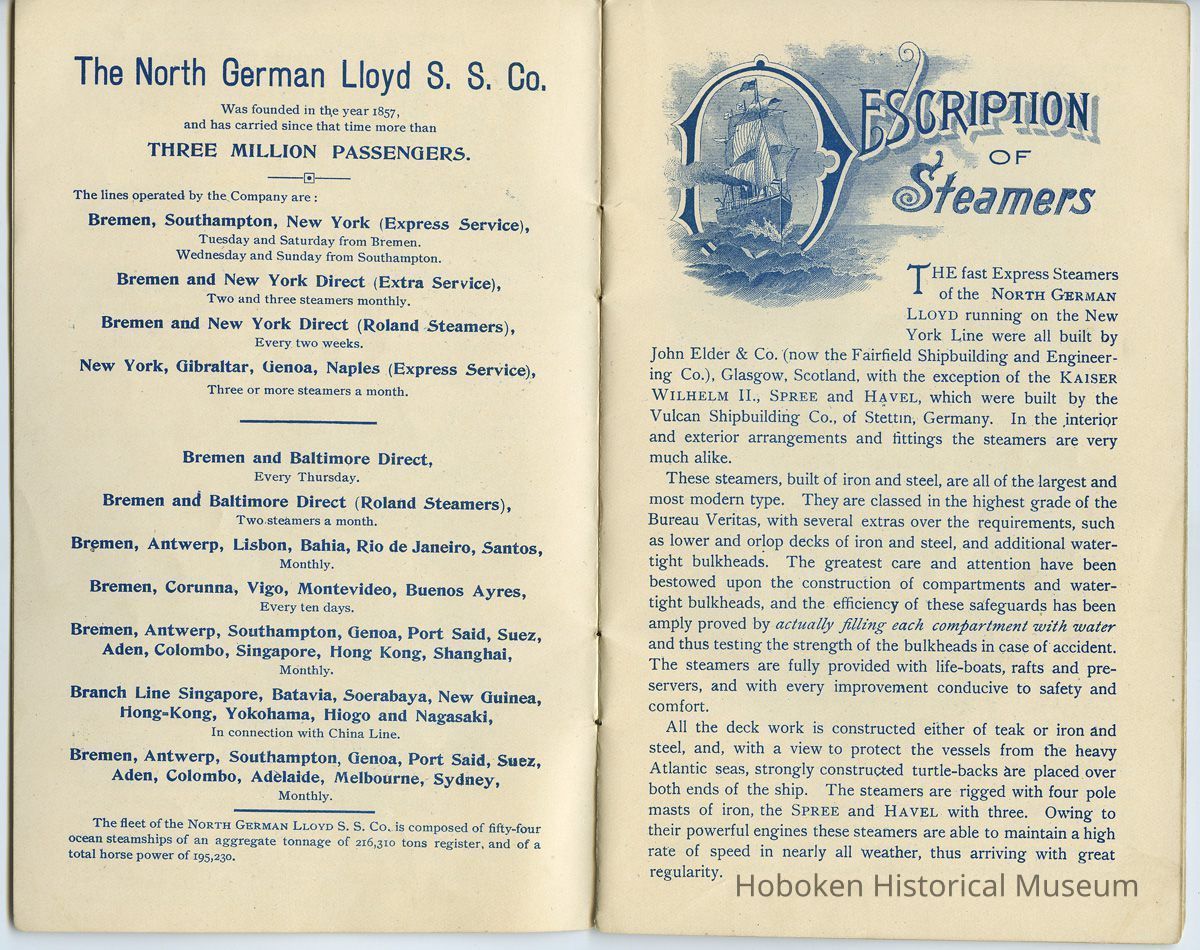 The North German Lloyd S. S. Co.
Was founded in the year 1857,
and has carried since that time more than
THREE MILLION PASSENGERS.
The lines operated by the Company are :
Bremen, Southampton, New York (Express Service),
Tuesday and Saturday from Bremen.
Wednesday and Sunday from Southampton.
Bremen and New York Direct (Extra Service),
Two and three steamers monthly.
Bremen and New York Direct (Roland Steamers),
Every two weeks.
New York, Gibraltar, Genoa, Naples (Express Service),
Three or more steamers a month.
Bremen and Baltimore Direct,
Every Thursday.
Bremen and Baltimore Direct (Roland Steamers),
Two steamers a month.
Bremen, Antwerp, Lisbon, Bahia, Rio de Janeiro, Santos,
Monthly.
Bremen, Corunna, Vigo, Montevideo, Buenos Ayres,
Every ten days.
Bremen, Antwerp, Southampton, Genoa, Port Said, Suez,
Aden, Colombo, Singapore, Hong Kong, Shanghai,
Monthly.
Branch Line Singapore, Batavia, Soerabaya, New Guinea,
Hong-Kong, Yokohama, Hiogo and Nagasaki,
In connection with China Line.
Bremen, Antwerp, Southampton, Genoa, Port Said, Suez,
Aden, Colombo, Adelaide, Melbourne, Sydney,
Monthly.
The fleet of the NORTH GERMAN LLOYD S. S. Co. is composed of fifty-four
ocean steamships of an aggregate tonnage of 216,310 tons register, and of a
total horse power of 195,230.
DESCRIPTION
OF
Steamers
THE fast Express Steamers
of the NORTH GERMAN
LLOYD running on the New
York Line were all built by
John Elder & Co. (now the Fairfield Shipbuilding and Engineer-
ing Co.), Glasgow, Scotland, with the exception of the KAISER
WILHELM II., SPREE and HAVEL, which were built by the
Vulcan Shipbuilding Co., of Stettin, Germany. In the interior
and exterior arrangements and fittings the steamers are very
much alike.
These steamers, built of iron and steel, are all of the largest and
most modern type. They are classed in the highest grade of the
Bureau Veritas, with several extras over the requirements, such
as lower and orlop decks of iron and steel, and additional water-
tight bulkheads. The greatest care and attention have been
bestowed upon the construction of compartments and water-
tight bulkheads, and the efficiency of these safeguards has been
amply proved by actually filling each compartment with water
and thus testing the strength of the bulkheads in case of accident.
The steamers are fully provided with life-boats, rafts and pre-
servers, and with every improvement conducive to safety and
comfort.
All the deck work is constructed either of teak or iron and
steel, and, with a view to protect the vessels from the heavy
Atlantic seas, strongly constructed turtle-backs are placed over
both ends of the ship. The steamers are rigged with four pole
masts of iron, the SPREE and HAVEL with three. Owing to
their powerful engines these steamers are able to maintain a high
rate of speed in nearly all weather, thus arriving with great
regularity.
Hoboken Historical Museum